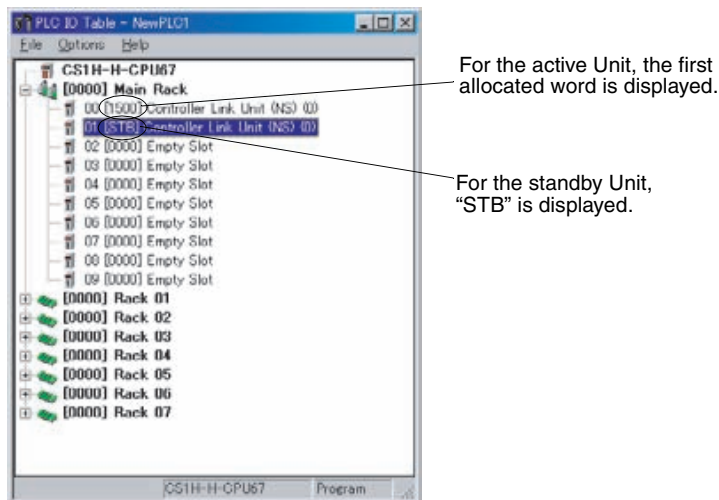 PLC IO Table - NewPLC1
File Options Help
CS1H-H-CPU67
[0000] Main Rack
00 [1500] Controller Link Unit (NS) (0)
01 [STB] Controller Link Unit (NS) (0)
02 [0000] Empty Slot
03 [0000] Empty Slot
04 [0000] Empty Slot
05 [0000] Empty Slot
06 [0000] Empty Slot
07 [0000] Empty Slot
08 [0000] Empty Slot
09 [0000] Empty Slot
[0000] Rack 01
[0000] Rack 02
[0000] Rack 03
[0000] Rack 04
[0000] Rack 05
[0000] Rack 06
[0000] Rack 07
CS1H-H-CPU67 Program
For the active Unit, the first
allocated word is displayed.
For the standby Unit,
“STB” is displayed.